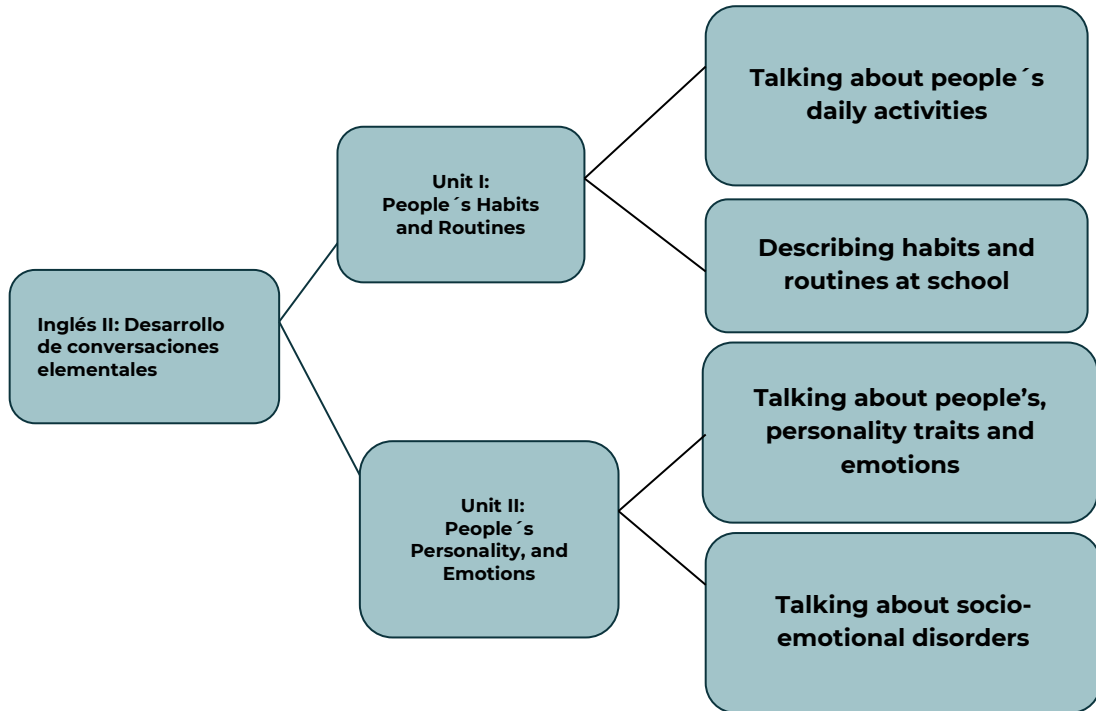 Inglés II: Desarrollo
de conversaciones
elementales
Unit I:
People´s Habits
and Routines
Talking about people´s
daily activities
Describing habits and
routines at school
Unit II:
People´s
Personality, and
Emotions
Talking about people’s,
personality traits and
emotions
Talking about socio-
emotional disorders